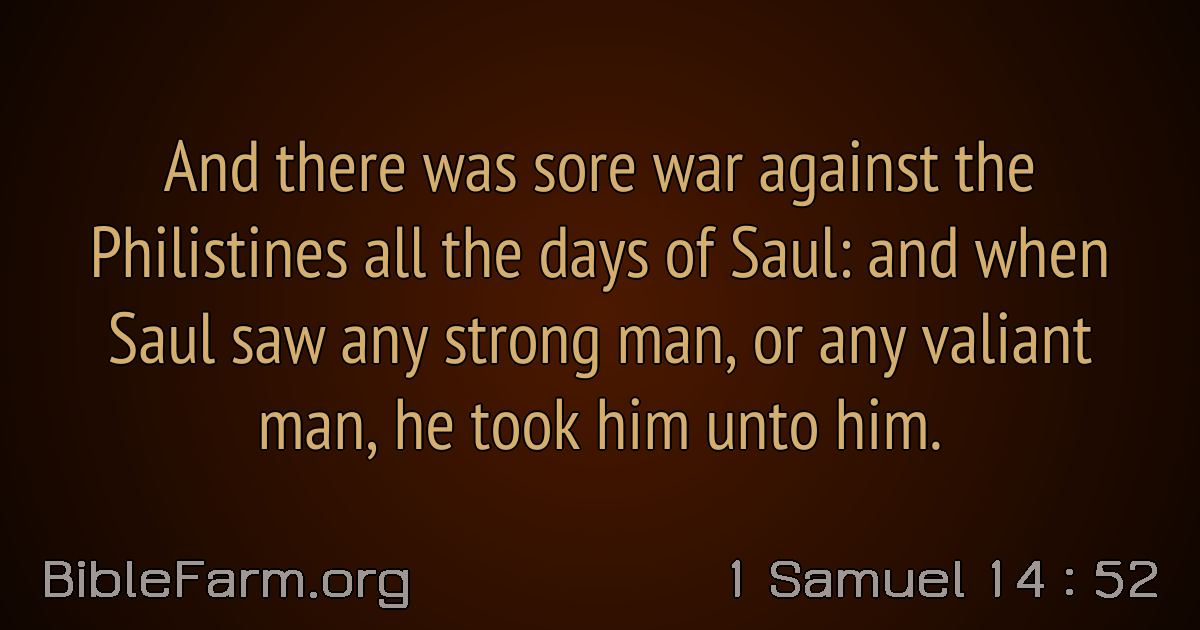 And there was sore war against the
Philistines all the days of Saul: and when
Saul saw any strong man, or any valiant
man, he took him unto him.
BibleFarm.org
1 Samuel 14 : 52